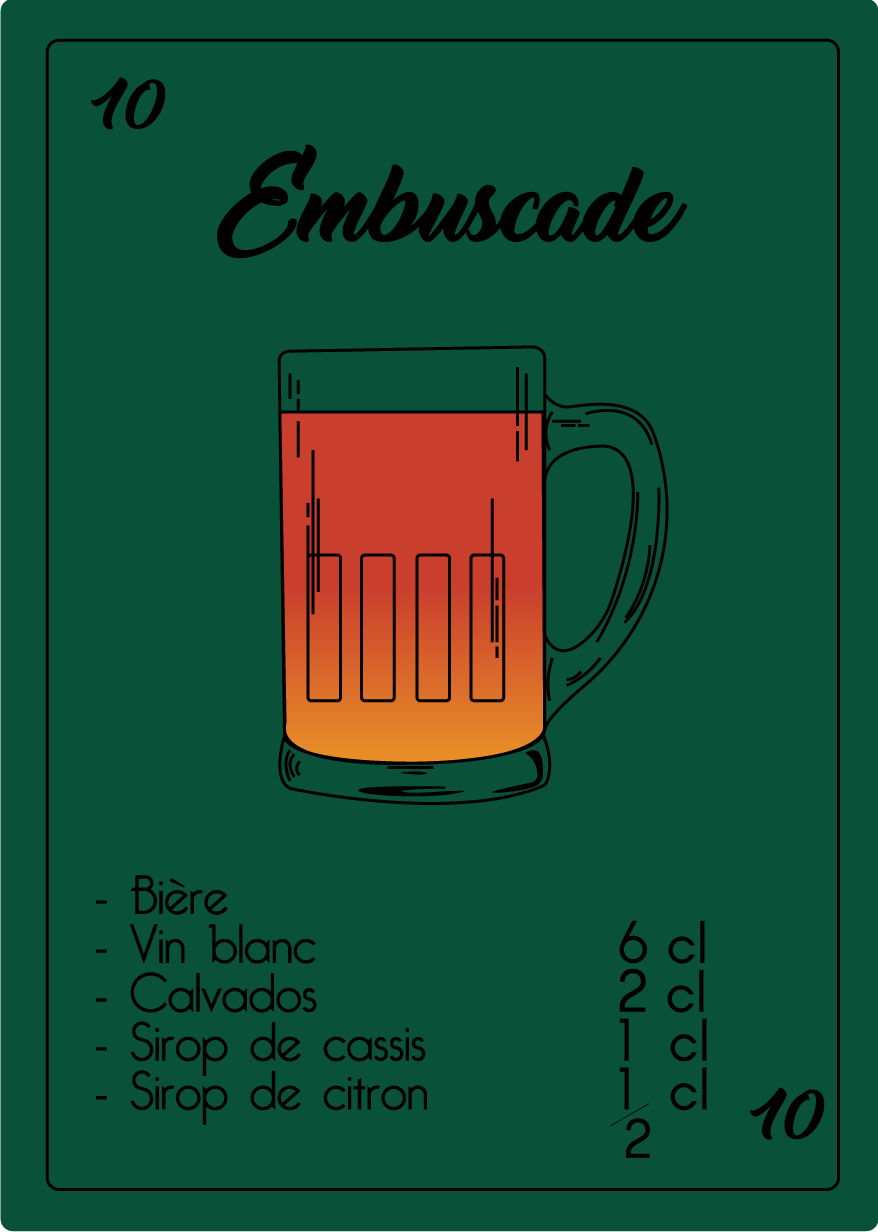 10
Embuscade
- Bière
- Vin blanc 6 cl
- Calvados 2 cl
- Sirop de cassis 1 cl
- Sirop de citron 1/2 cl
10